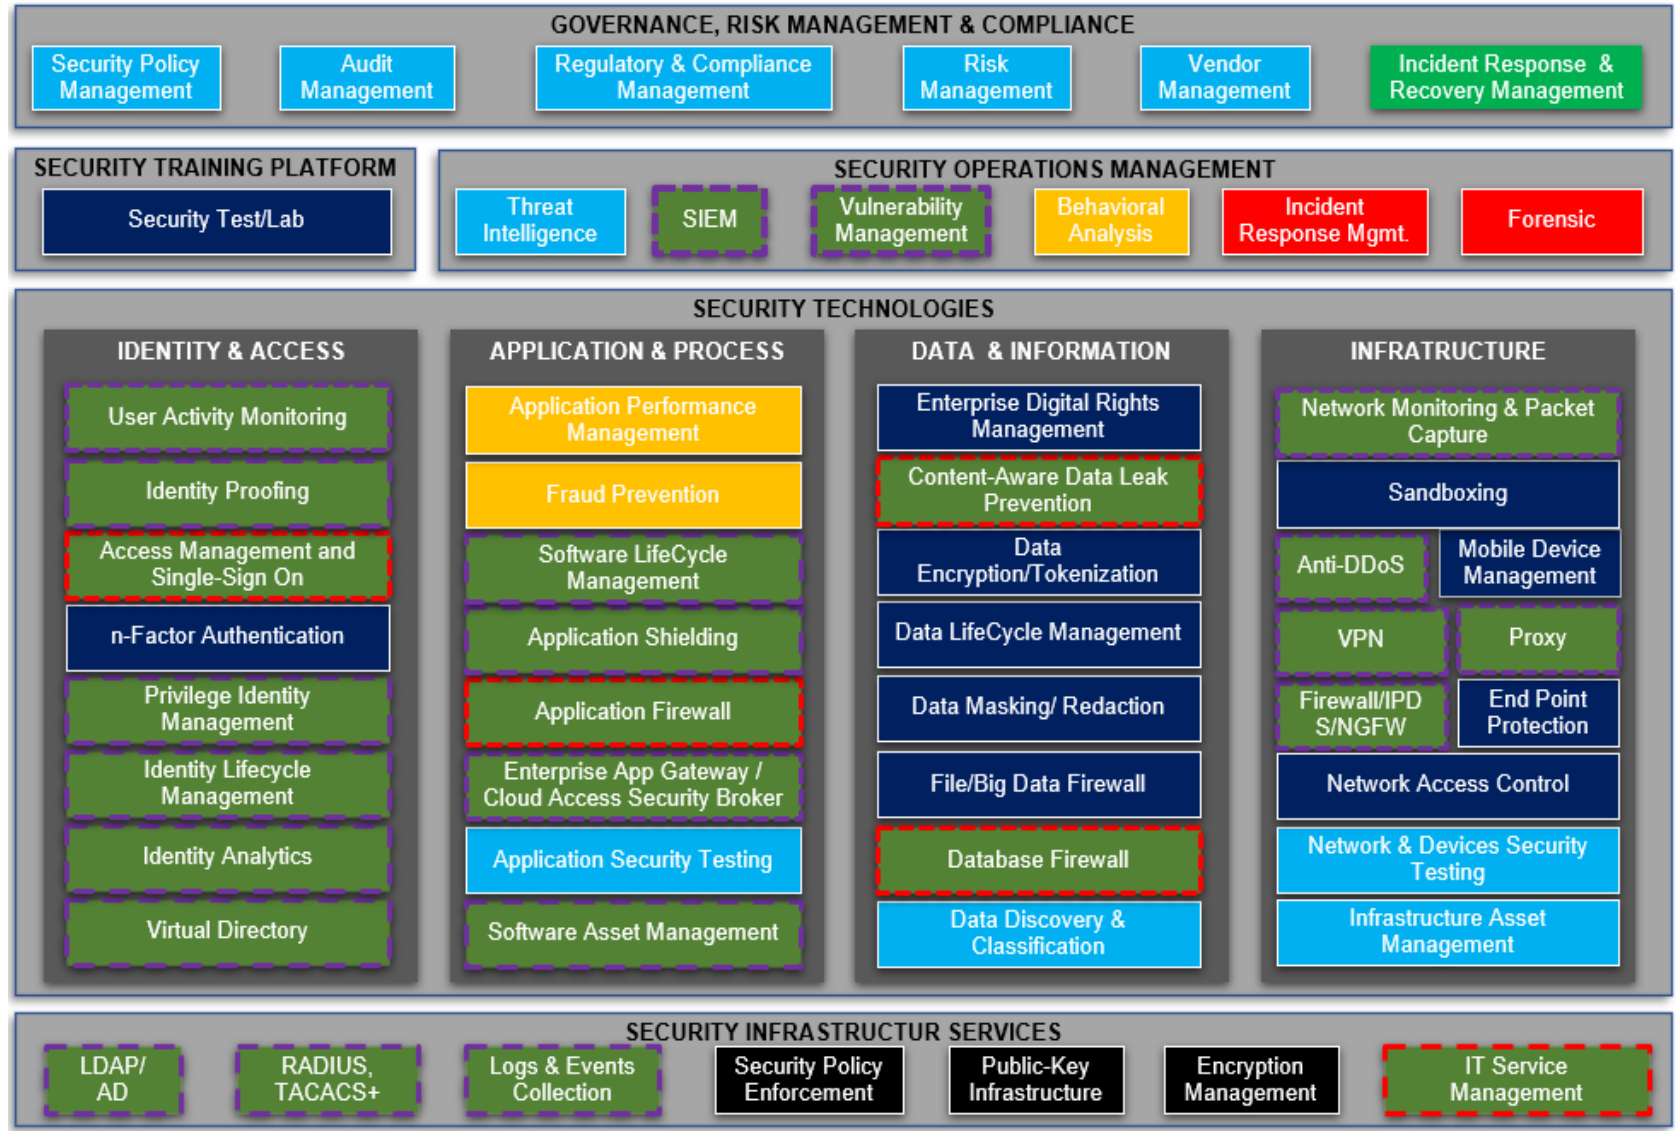 GOVERNANCE, RISK MANAGEMENT & COMPLIANCE
Security Policy
Management
Audit
Management
Regulatory & Compliance
Management
Risk
Management
Vendor
Management
Incident Response &
Recovery Management
SECURITY TRAINING PLATFORM
Security Test/Lab
SECURITY OPERATIONS MANAGEMENT
Threat
Intelligence
SIEM
Vulnerability
Management
Behavioral
Analysis
Incident
Response Mgmt.
Forensic
SECURITY TECHNOLOGIES
IDENTITY & ACCESS
User Activity Monitoring
Identity Proofing
Access Management and
Single-Sign On
n-Factor Authentication
Privilege Identity
Management
Identity Lifecycle
Management
Identity Analytics
Virtual Directory
APPLICATION & PROCESS
Application Performance
Management
Fraud Prevention
Software LifeCycle
Management
Application Shielding
Application Firewall
Enterprise App Gateway /
Cloud Access Security Broker
Application Security Testing
Software Asset Management
DATA & INFORMATION
Enterprise Digital Rights
Management
Content-Aware Data Leak
Prevention
Data
Encryption/Tokenization
Data LifeCycle Management
Data Masking/ Redaction
File/Big Data Firewall
Database Firewall
Data Discovery &
Classification
INFRATRUCTURE
Network Monitoring & Packet
Capture
Sandboxing
Anti-DDoS
Mobile Device
Management
VPN
Proxy
Firewall/IPD
S/NGFW
End Point
Protection
Network Access Control
Network & Devices Security
Testing
Infrastructure Asset
Management
SECURITY INFRASTRUCTUR SERVICES
LDAP/
AD
RADIUS,
TACACS+
Logs & Events
Collection
Security Policy
Enforcement
Public-Key
Infrastructure
Encryption
Management
IT Service
Management